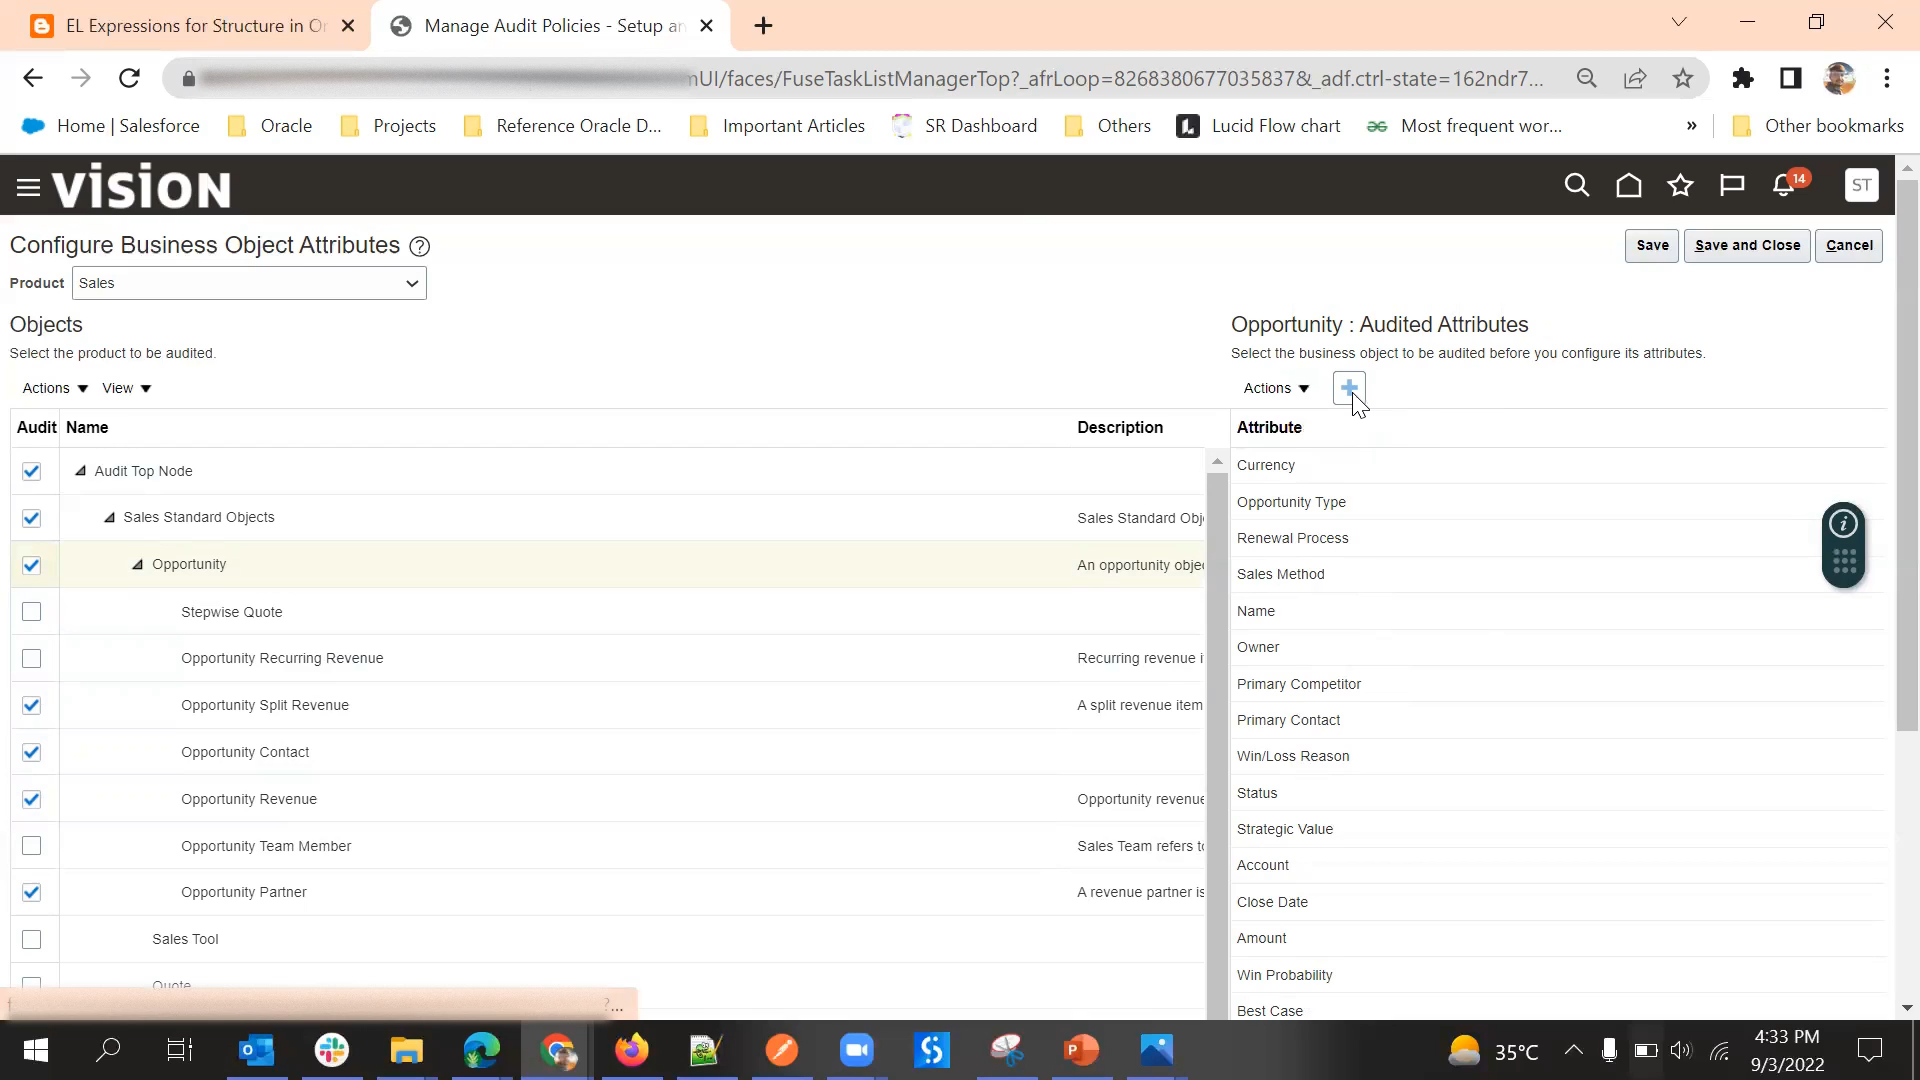 EL Expressions for Structure in Or
Manage Audit Policies - Setup an
mUI/faces/FuseTaskListManagerTop?_afrLoop=8268380677035837&_adf.ctrl-state=162ndr7...
Home | Salesforce
Oracle
Projects
Reference Oracle D...
Important Articles
SR Dashboard
Others
Lucid Flow chart
Most frequent wor...
»
Other bookmarks
VISION
14
ST
Configure Business Object Attributes
Save
Save and Close
Cancel
Product
Sales
Objects
Select the product to be audited.
Actions
View
Audit
Name
Description
Audit Top Node
Sales Standard Objects
Sales Standard Obj
Opportunity
An opportunity obje
Stepwise Quote
Opportunity Recurring Revenue
Recurring revenue i
Opportunity Split Revenue
A split revenue item
Opportunity Contact
Opportunity Revenue
Opportunity revenue
Opportunity Team Member
Sales Team refers to
Opportunity Partner
A revenue partner is
Sales Tool
Quote
?...
Opportunity : Audited Attributes
Select the business object to be audited before you configure its attributes.
Actions
Attribute
Currency
Opportunity Type
Renewal Process
Sales Method
Name
Owner
Primary Competitor
Primary Contact
Win/Loss Reason
Status
Strategic Value
Account
Close Date
Amount
Win Probability
Best Case
35°C
4:33 PM
9/3/2022